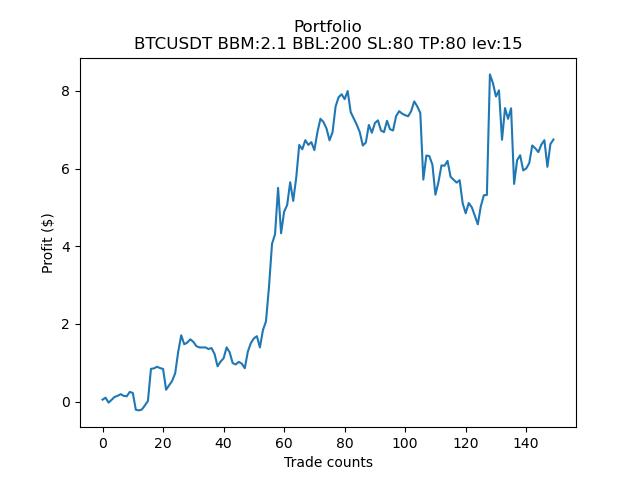 Portfolio
BTCUSDT BBM:2.1 BBL:200 SL:80 TP:80 lev:15
8
6
4
2
0
Profit ($)
0 20 40 60 80 100 120 140
Trade counts